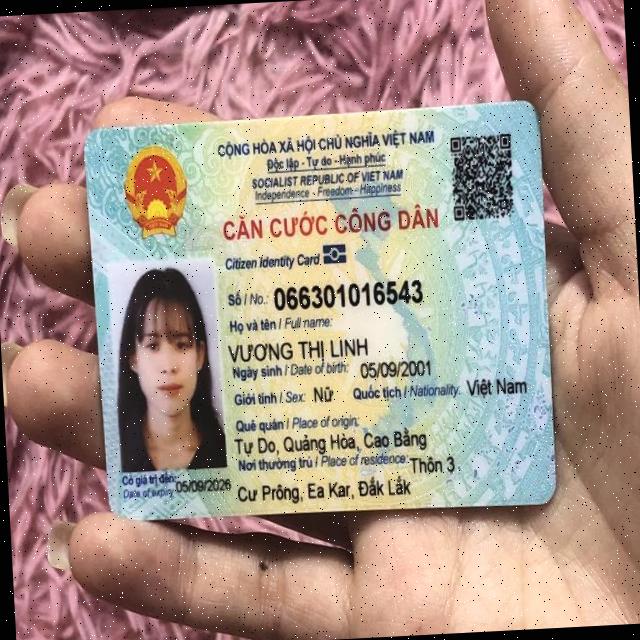 CỘNG HÒA XÃ HỘI CHỦ NGHĨA VIỆT NAM
Độc lập - Tự do - Hạnh phúc
SOCIALIST REPUBLIC OF VIET NAM
Independence - Freedom - Happiness
CĂN CƯỚC CÔNG DÂN
Citizen Identity Card
Số / No.: 066301016543
Họ và tên / Full name:
VƯƠNG THỊ LINH
Ngày sinh / Date of birth: 05/09/2001
Giới tính / Sex: Nữ Quốc tịch / Nationality: Việt Nam
Quê quán / Place of origin:
Tự Do, Quảng Hòa, Cao Bằng
Nơi thường trú / Place of residence: Thôn 3
Cư Prông, Ea Kar, Đắk Lắk
Có giá trị đến: 05/09/2026
Date of expiry